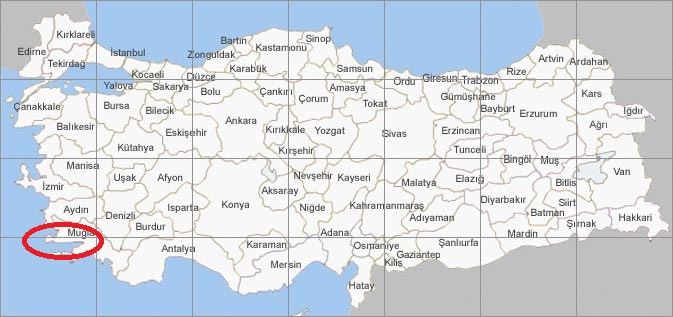 Kırklareli
Edirne
Tekirdağ
İstanbul
Kocaeli
Yalova
Sakarya
Düzce
Zonguldak
Bartın
Karabük
Kastamonu
Sinop
Samsun
Ordu
Giresun
Trabzon
Rize
Artvin
Ardahan
Çanakkale
Bursa
Bilecik
Bolu
Çankırı
Çorum
Amasya
Tokat
Gümüşhane
Bayburt
Erzurum
Kars
Iğdır
Balıkesir
Kütahya
Eskişehir
Ankara
Kırıkkale
Yozgat
Sivas
Erzincan
Tunceli
Ağrı
Manisa
Kırşehir
Bingöl
Muş
İzmir
Uşak
Afyon
Aksaray
Nevşehir
Kayseri
Malatya
Elazığ
Bitlis
Van
Aydın
Denizli
Isparta
Konya
Niğde
Kahramanmaraş
Adıyaman
Diyarbakır
Batman
Siirt
Şırnak
Hakkari
Muğla
Burdur
Antalya
Karaman
Mersin
Adana
Osmaniye
Gaziantep
Kilis
Şanlıurfa
Mardin
Hatay